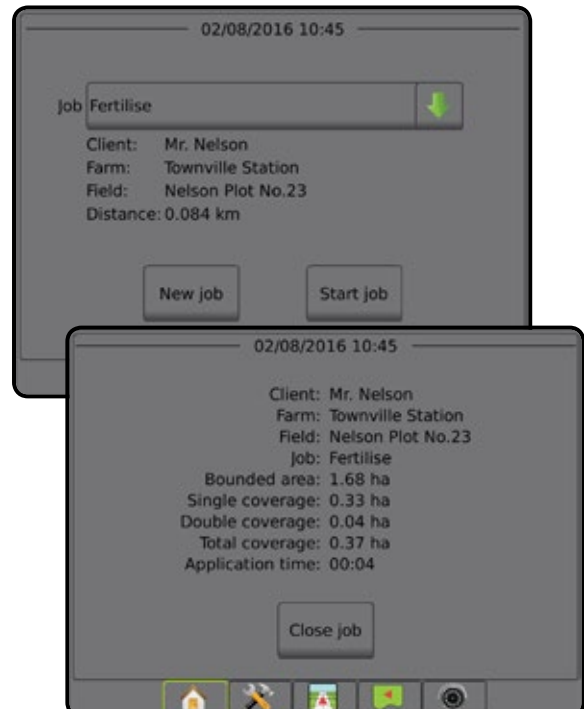 02/08/2016 10:45
Job Fertilise
Client: Mr. Nelson
Farm: Townville Station
Field: Nelson Plot No.23
Distance: 0.084 km
New job Start job
02/08/2016 10:45
Client: Mr. Nelson
Farm: Townville Station
Field: Nelson Plot No.23
Job: Fertilise
Bounded area: 1.68 ha
Single coverage: 0.33 ha
Double coverage: 0.04 ha
Total coverage: 0.37 ha
Application time: 00:04
Close job